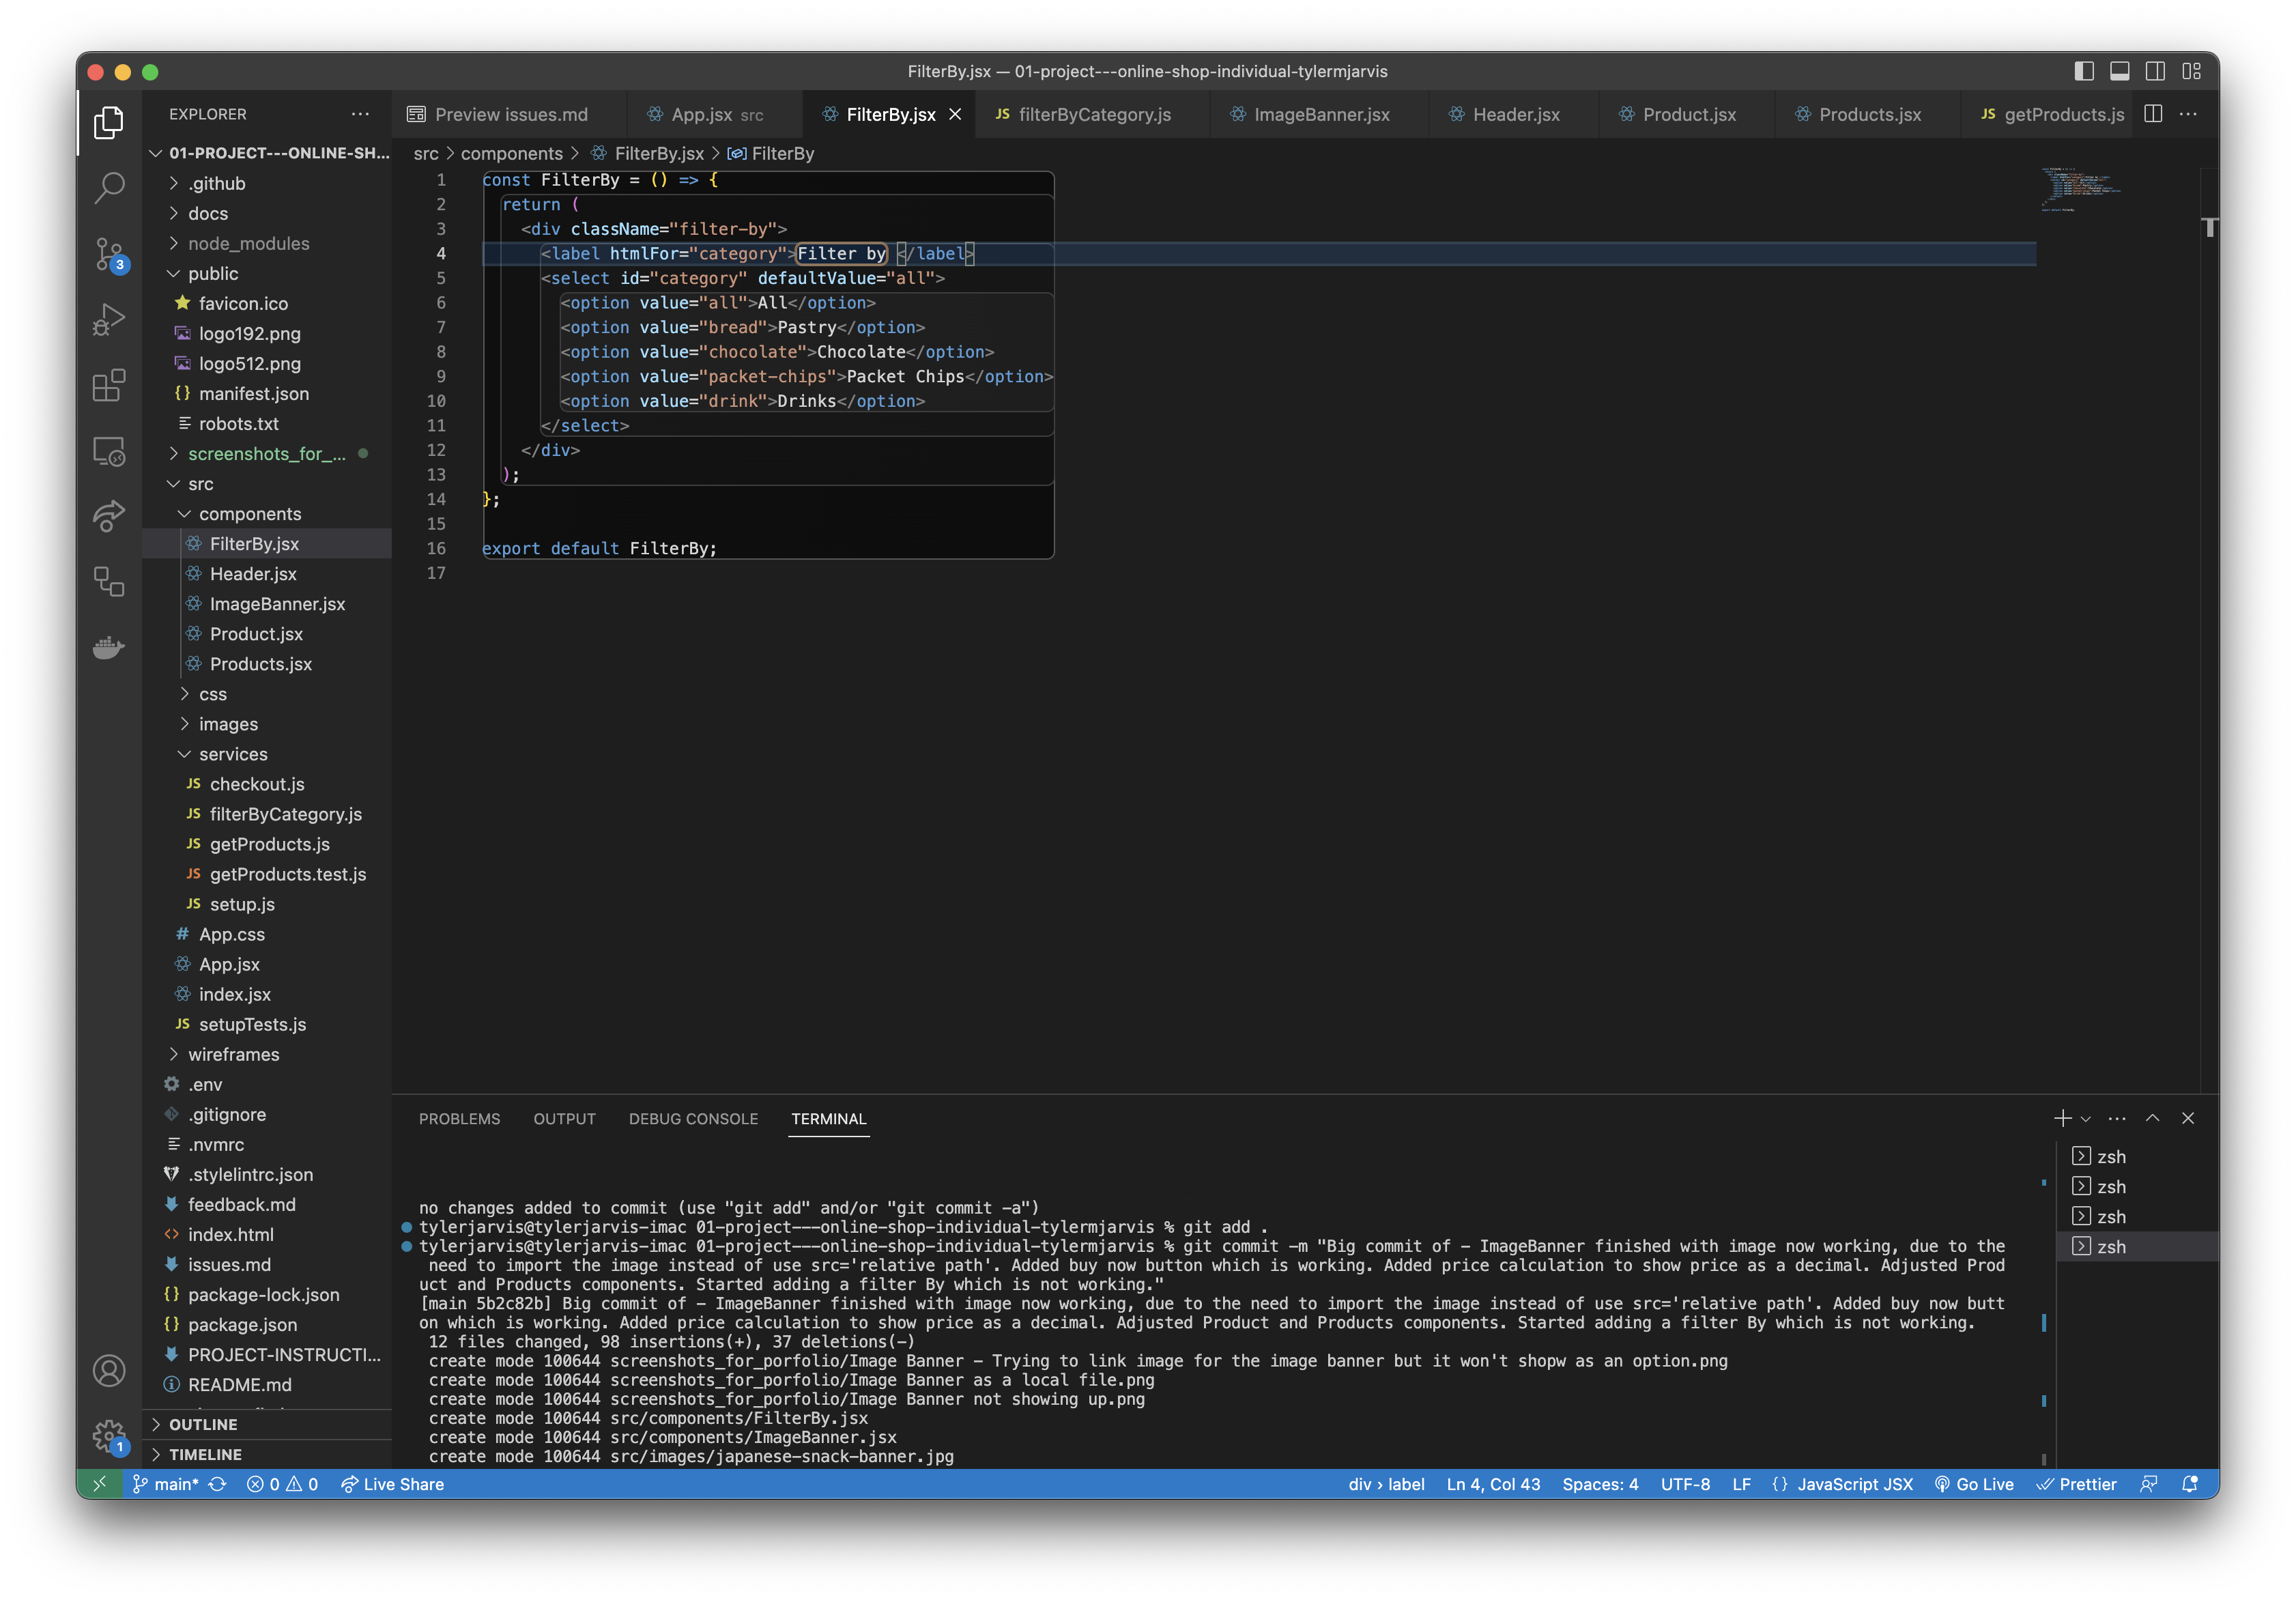 FilterBy.jsx — 01-project---online-shop-individual-tylermjarvis
EXPLORER
Preview issues.md
App.jsx src
FilterBy.jsx
JS filterByCategory.js
ImageBanner.jsx
Header.jsx
Product.jsx
Products.jsx
JS getProducts.js
src > components > FilterBy.jsx > FilterBy
01-PROJECT---ONLINE-SH...
.github
docs
node_modules
public
favicon.ico
logo192.png
logo512.png
{} manifest.json
robots.txt
screenshots_for_...
src
components
FilterBy.jsx
Header.jsx
ImageBanner.jsx
Product.jsx
Products.jsx
css
images
services
JS checkout.js
JS filterByCategory.js
JS getProducts.js
JS getProducts.test.js
JS setup.js
# App.css
App.jsx
index.jsx
JS setupTests.js
wireframes
.env
.gitignore
.nvmrc
.stylelintrc.json
feedback.md
<> index.html
issues.md
{} package-lock.json
{} package.json
PROJECT-INSTRUCTI...
README.md
OUTLINE
TIMELINE
3
1
1 const FilterBy = () => {
2 return (
3 <div className="filter-by">
4 <label htmlFor="category">Filter by </label>
5 <select id="category" defaultValue="all">
6 <option value="all">All</option>
7 <option value="bread">Pastry</option>
8 <option value="chocolate">Chocolate</option>
9 <option value="packet-chips">Packet Chips</option>
10 <option value="drink">Drinks</option>
11 </select>
12 </div>
13 );
14 };
15
16 export default FilterBy;
17
PROBLEMS OUTPUT DEBUG CONSOLE TERMINAL
no changes added to commit (use "git add" and/or "git commit -a")
tylerjarvis@tylerjarvis-imac 01-project---online-shop-individual-tylermjarvis % git add .
tylerjarvis@tylerjarvis-imac 01-project---online-shop-individual-tylermjarvis % git commit -m "Big commit of - ImageBanner finished with image now working, due to the
need to import the image instead of use src='relative path'. Added buy now button which is working. Added price calculation to show price as a decimal. Adjusted Prod
uct and Products components. Started adding a filter By which is not working."
[main 5b2c82b] Big commit of - ImageBanner finished with image now working, due to the need to import the image instead of use src='relative path'. Added buy now butt
on which is working. Added price calculation to show price as a decimal. Adjusted Product and Products components. Started adding a filter By which is not working.
12 files changed, 98 insertions(+), 37 deletions(-)
create mode 100644 screenshots_for_porfolio/Image Banner - Trying to link image for the image banner but it won't shopw as an option.png
create mode 100644 screenshots_for_porfolio/Image Banner as a local file.png
create mode 100644 screenshots_for_porfolio/Image Banner not showing up.png
create mode 100644 src/components/FilterBy.jsx
create mode 100644 src/components/ImageBanner.jsx
create mode 100644 src/images/japanese-snack-banner.jpg
zsh
zsh
zsh
zsh
main* 0 0 Live Share
div > label Ln 4, Col 43 Spaces: 4 UTF-8 LF {} JavaScript JSX Go Live Prettier